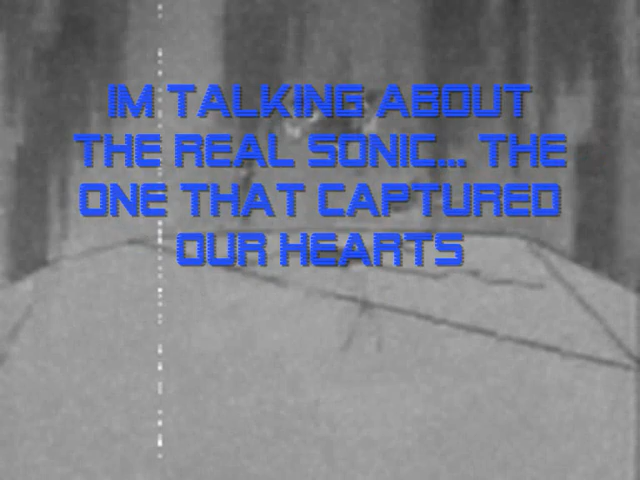 IM TALKING ABOUT
THE REAL SONIC... THE
ONE THAT CAPTURED
OUR HEARTS